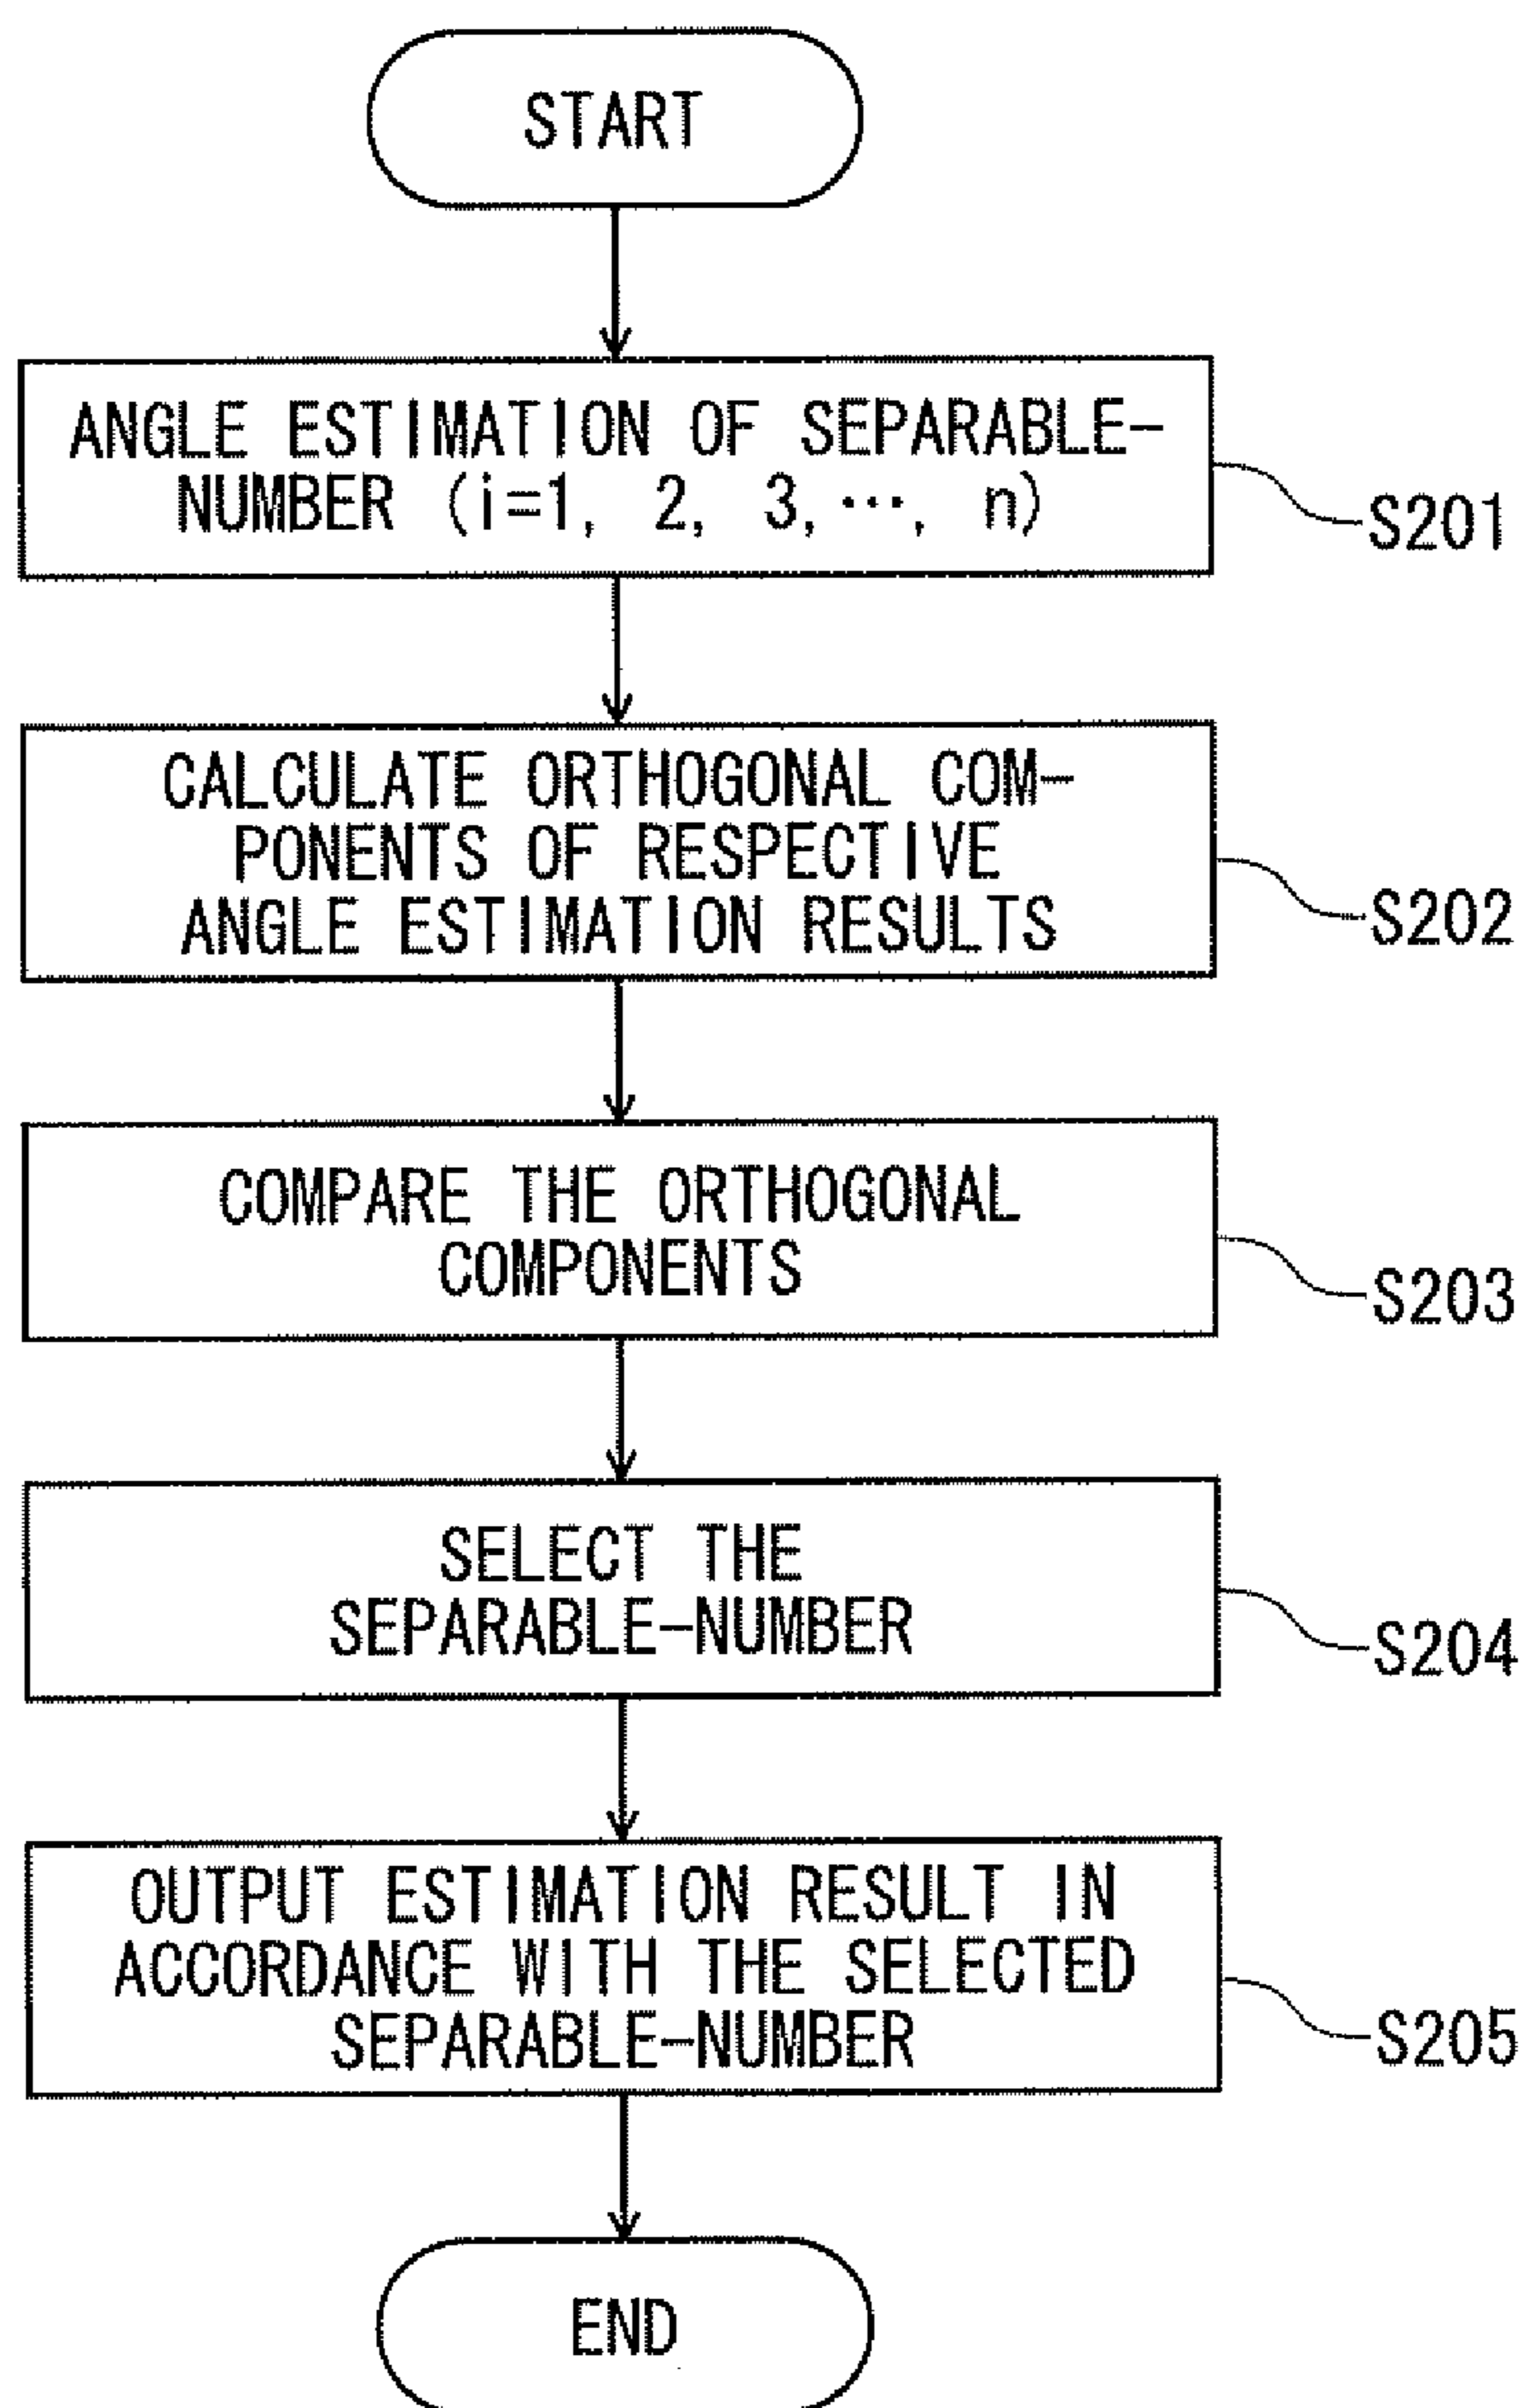 START
ANGLE ESTIMATION OF SEPARABLE-
NUMBER (i=1, 2, 3, ···, n)
S201
CALCULATE ORTHOGONAL COM-
PONENTS OF RESPECTIVE
ANGLE ESTIMATION RESULTS
S202
COMPARE THE ORTHOGONAL
COMPONENTS
S203
SELECT THE
SEPARABLE-NUMBER
S204
OUTPUT ESTIMATION RESULT IN
ACCORDANCE WITH THE SELECTED
SEPARABLE-NUMBER
S205
END